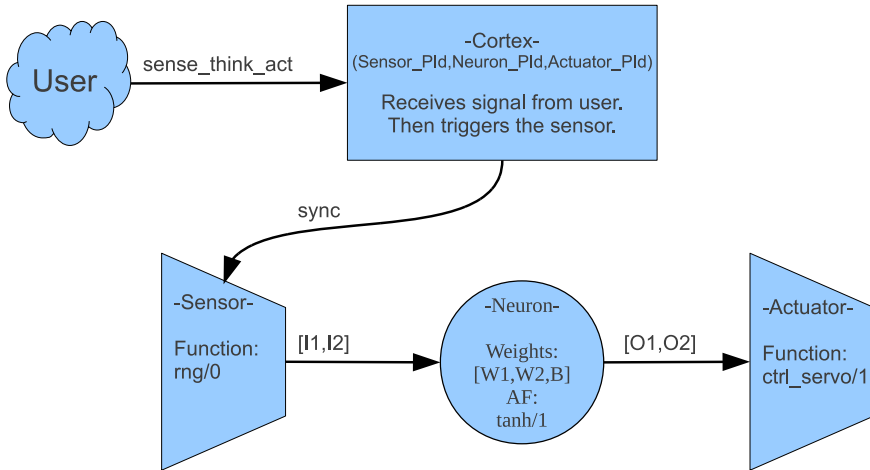 User
sense_think_act
-Cortex-
(Sensor_PId,Neuron_PId,Actuator_PId)
Receives signal from user.
Then triggers the sensor.
sync
-Sensor-
Function:
rng/0
[I1,I2]
-Neuron-
Weights:
[W1,W2,B]
AF:
tanh/1
[O1,O2]
-Actuator-
Function:
ctrl_servo/1